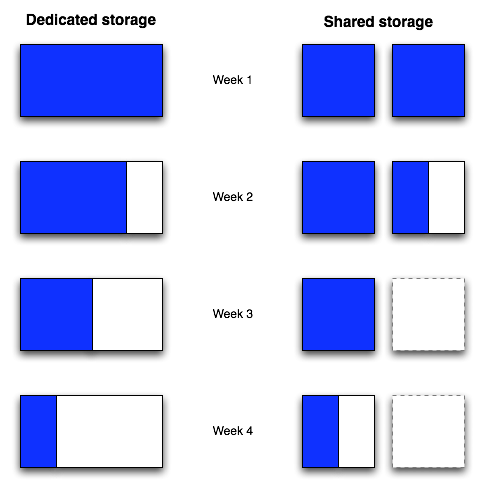 Dedicated storage
Shared storage
Week 1
Week 2
Week 3
Week 4